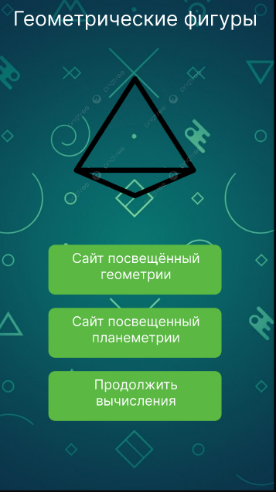 Геометрические фигуры
Сайт посвещённый
геометрии
Сайт посвещенный
планеметрии
Продолжить
вычисления